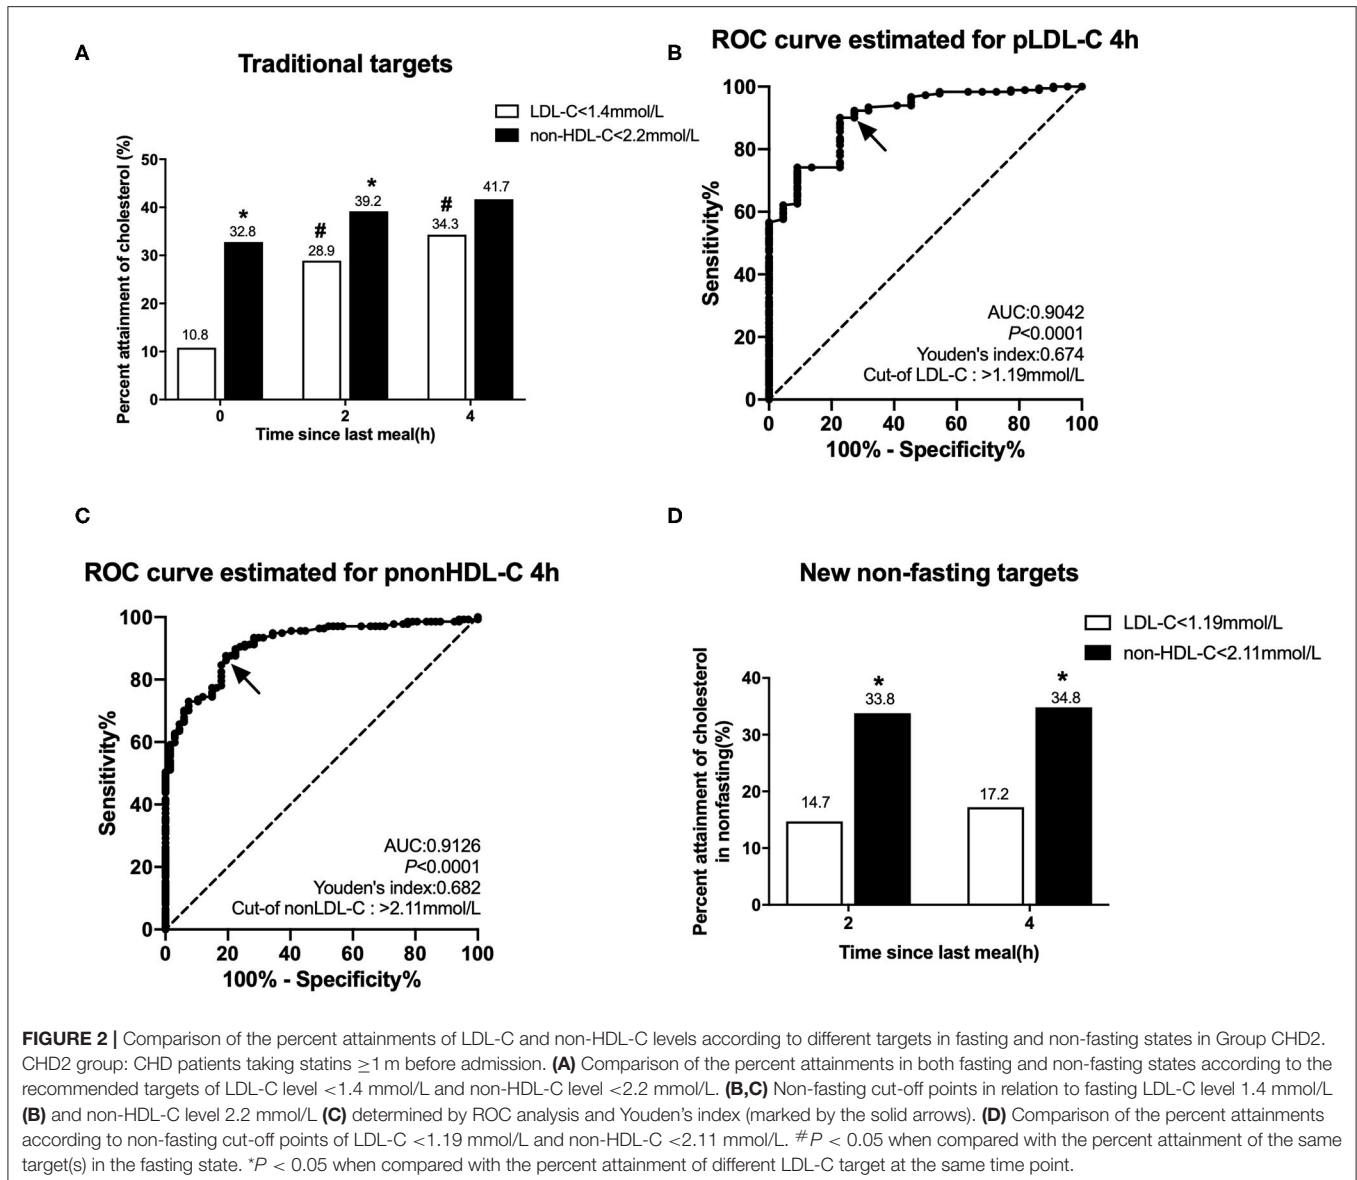 A
Traditional targets
LDL-C<1.4mmol/L
non-HDL-C<2.2mmol/L
Percent attainment of cholesterol (%)
50
40
30
20
10
0
10.8
*
32.8
#
28.9
*
39.2
#
34.3
41.7
0
2
4
Time since last meal(h)
B
ROC curve estimated for pLDL-C 4h
Sensitivity%
100
80
60
40
20
0
AUC:0.9042
P<0.0001
Youden's index:0.674
Cut-of LDL-C : >1.19mmol/L
0
20
40
60
80
100
100% - Specificity%
C
ROC curve estimated for pnonHDL-C 4h
Sensitivity%
100
80
60
40
20
0
AUC:0.9126
P<0.0001
Youden's index:0.682
Cut-of nonLDL-C : >2.11mmol/L
0
20
40
60
80
100
100% - Specificity%
D
New non-fasting targets
LDL-C<1.19mmol/L
non-HDL-C<2.11mmol/L
Percent attainment of cholesterol
in nonfasting(%)
40
30
20
10
0
14.7
*
33.8
17.2
*
34.8
2
4
Time since last meal(h)
FIGURE 2 | Comparison of the percent attainments of LDL-C and non-HDL-C levels according to different targets in fasting and non-fasting states in Group CHD2.
CHD2 group: CHD patients taking statins ≥1 m before admission. (A) Comparison of the percent attainments in both fasting and non-fasting states according to the
recommended targets of LDL-C level <1.4 mmol/L and non-HDL-C level <2.2 mmol/L. (B,C) Non-fasting cut-off points in relation to fasting LDL-C level 1.4 mmol/L
(B) and non-HDL-C level 2.2 mmol/L (C) determined by ROC analysis and Youden's index (marked by the solid arrows). (D) Comparison of the percent attainments
according to non-fasting cut-off points of LDL-C <1.19 mmol/L and non-HDL-C <2.11 mmol/L. #P < 0.05 when compared with the percent attainment of the same
target(s) in the fasting state. *P < 0.05 when compared with the percent attainment of different LDL-C target at the same time point.